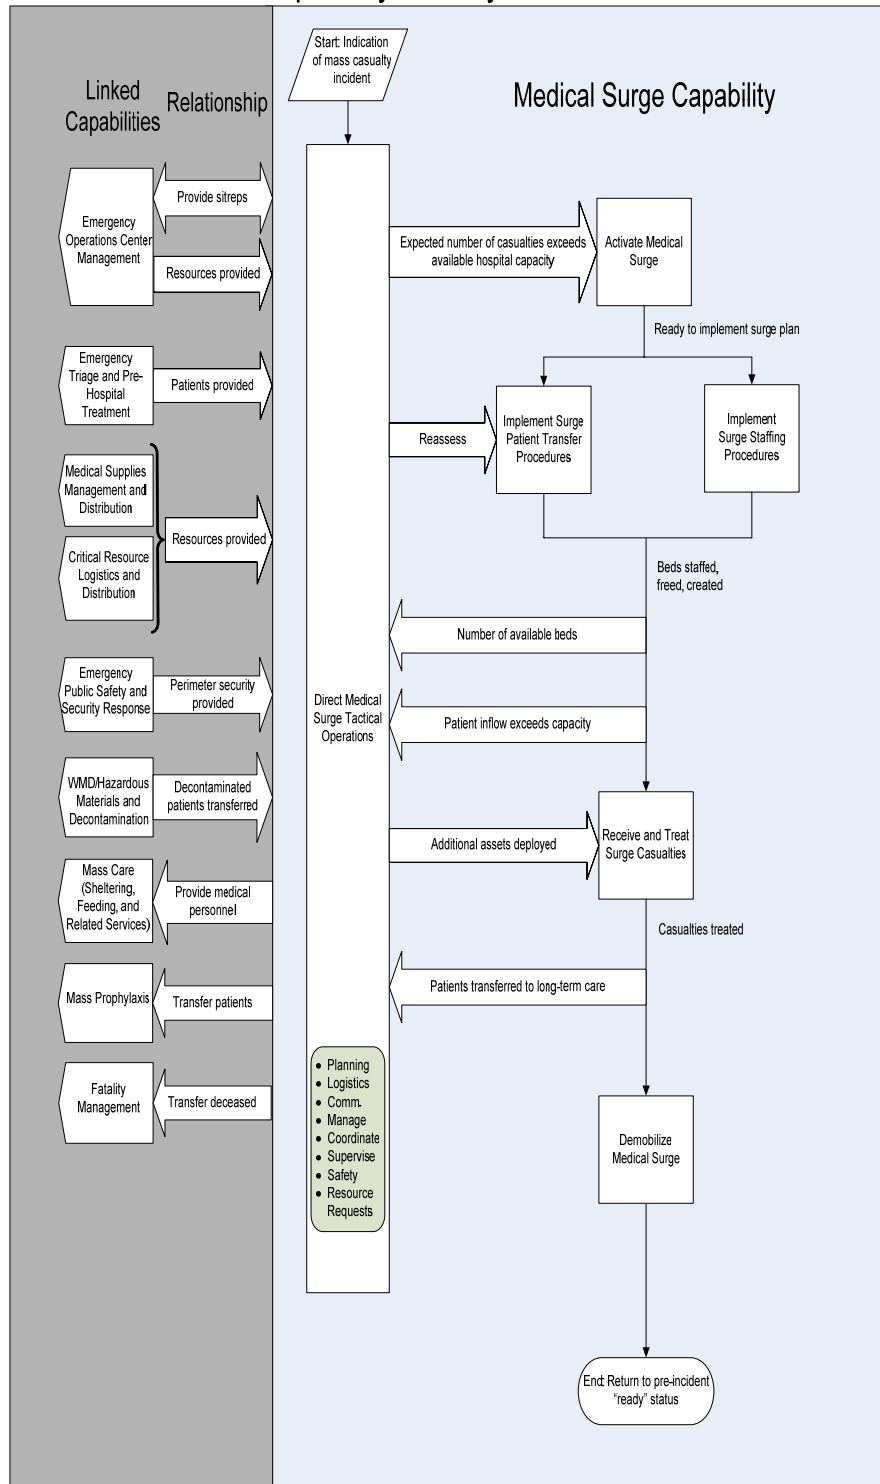 Start: Indication
of mass casualty
incident
Linked
Capabilities
Relationship
Medical Surge Capability
Emergency
Operations Center
Management
Provide sitreps
Resources provided
Expected number of casualties exceeds
available hospital capacity
Activate Medical
Surge
Ready to implement surge plan
Emergency
Triage and Pre-
Hospital
Treatment
Patients provided
Reassess
Implement Surge
Patient Transfer
Procedures
Implement
Surge Staffing
Procedures
Medical Supplies
Management and
Distribution
Critical Resource
Logistics and
Distribution
Resources provided
Beds staffed,
freed, created
Number of available beds
Emergency
Public Safety and
Security Response
Perimeter security
provided
Direct Medical
Surge Tactical
Operations
Patient inflow exceeds capacity
WMD/Hazardous
Materials and
Decontamination
Decontaminated
patients transferred
Additional assets deployed
Receive and Treat
Surge Casualties
Mass Care
(Sheltering,
Feeding, and
Related Services)
Provide medical
personnel
Casualties treated
Mass Prophylaxis
Transfer patients
Patients transferred to long-term care
Fatality
Management
Transfer deceased
• Planning
• Logistics
• Comm.
• Manage
• Coordinate
• Supervise
• Safety
• Resource
Requests
Demobilize
Medical Surge
End: Return to pre-incident
“ready” status